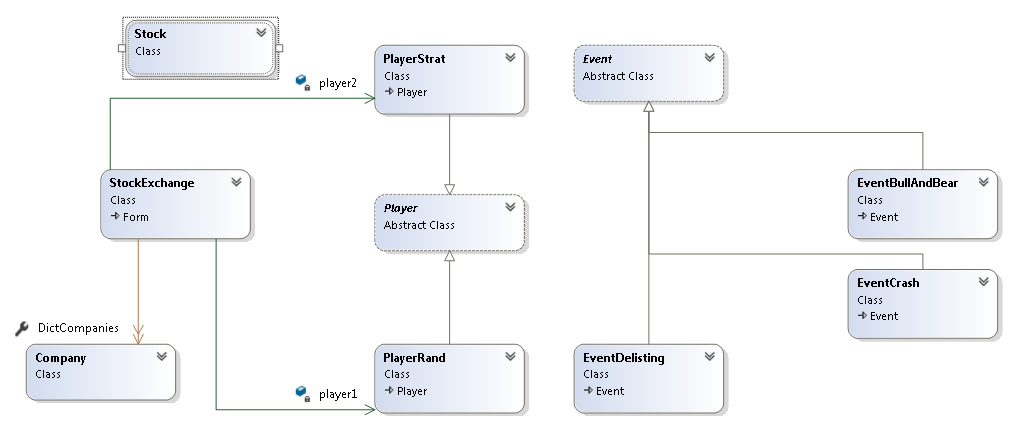 Stock
Class
PlayerStrat
Class
Player
Event
Abstract Class
player2
StockExchange
Class
Form
EventBullAndBear
Class
Event
Player
Abstract Class
EventCrash
Class
Event
DictCompanies
Company
Class
PlayerRand
Class
Player
EventDelisting
Class
Event
player1